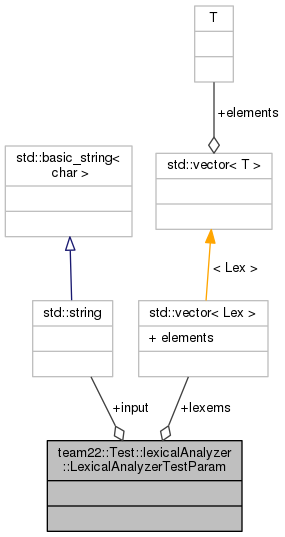 T
+elements
std::basic_string<
char >
std::vector< T >
< Lex >
std::string
std::vector< Lex >
+ elements
+input
+lexems
team22::Test::lexicalAnalyzer
::LexicalAnalyzerTestParam